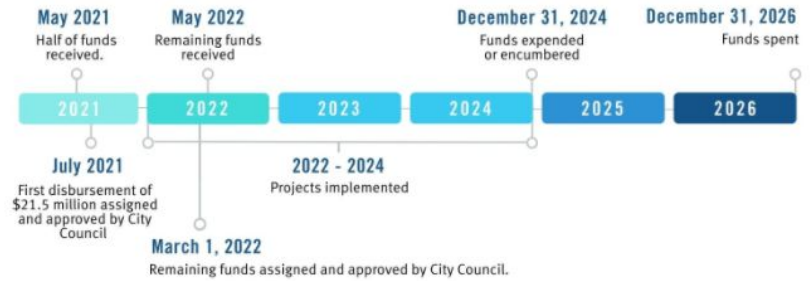 May 2021
Half of funds
received.
May 2022
Remaining funds
received
December 31, 2024
Funds expended
or encumbered
December 31, 2026
Funds spent
2021
2022
2023
2024
2025
2026
July 2021
First disbursement of
$21.5 million assigned
and approved by City
Council
2022 - 2024
Projects implemented
March 1, 2022
Remaining funds assigned and approved by City Council.